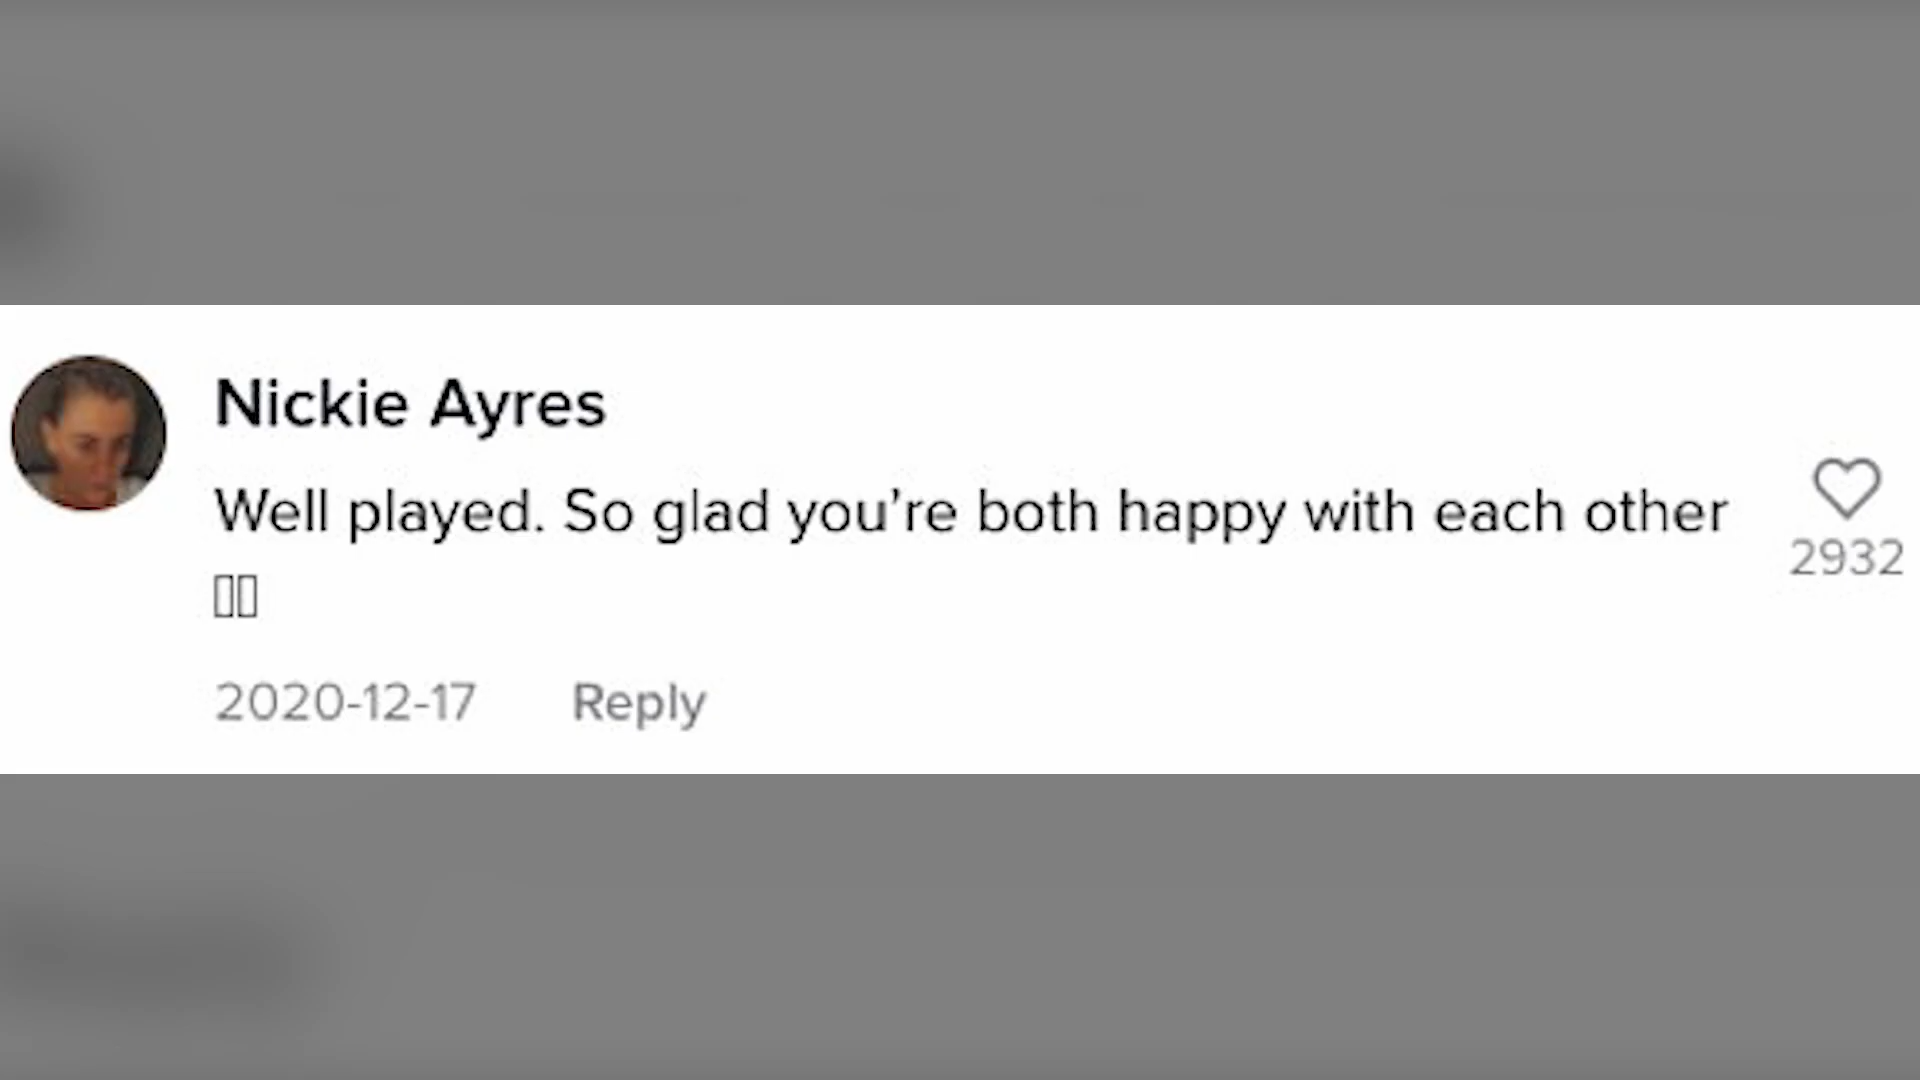 Nickie Ayres
Well played. So glad you're both happy with each other
▯▯
2932
2020-12-17 Reply